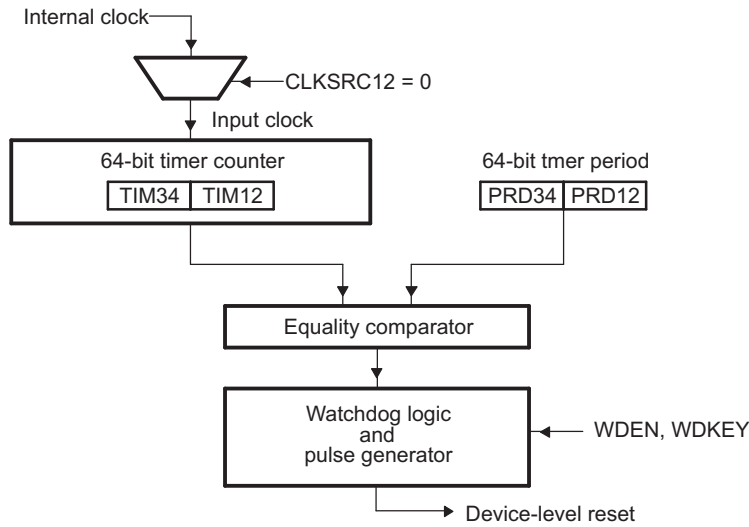 Internal clock
CLKSRC12 = 0
Input clock
64-bit timer counter
TIM34 TIM12
64-bit tmer period
PRD34 PRD12
Equality comparator
Watchdog logic
and
pulse generator
WDEN, WDKEY
Device-level reset